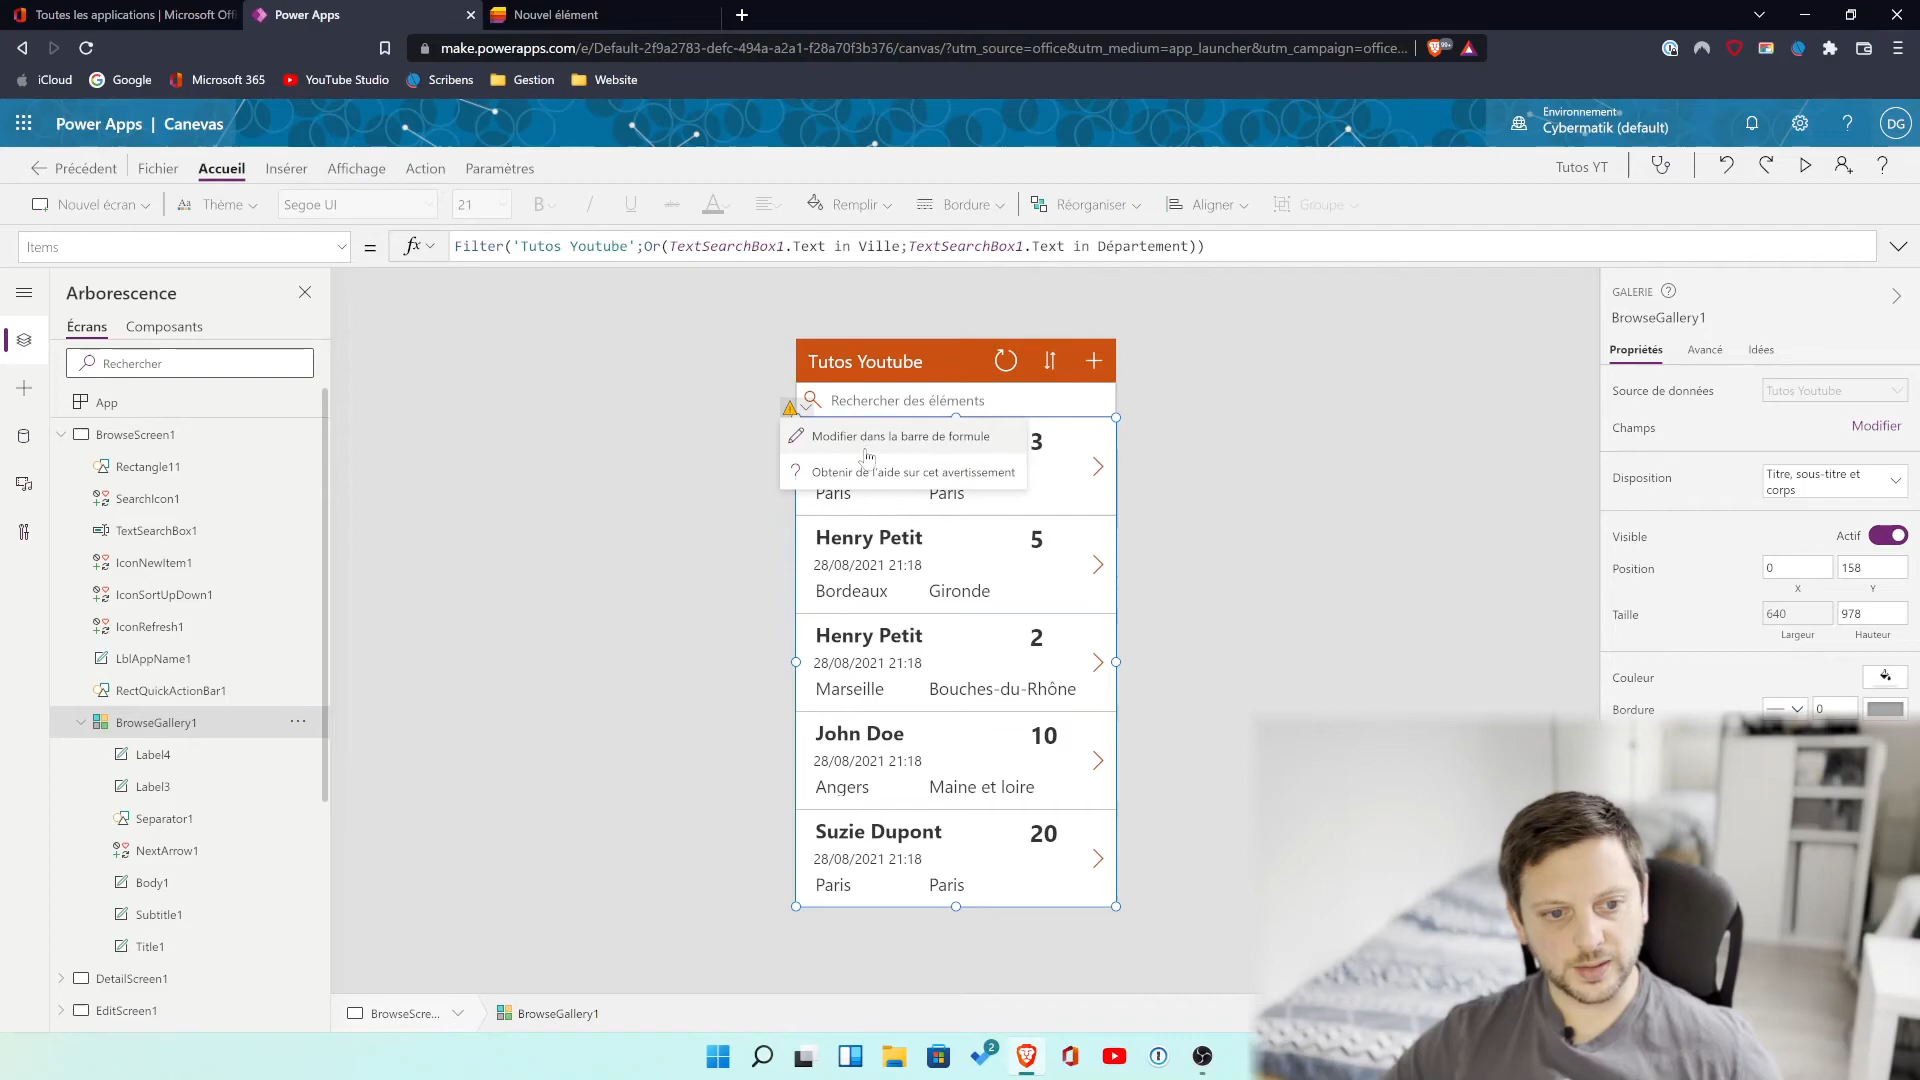 Toutes les applications | Microsoft Offi
Power Apps
Nouvel élément
make.powerapps.com/e/Default-2f9a2783-defc-494a-a2a1-f28a70f3b376/canvas/?utm_source=office&utm_medium=app_launcher&utm_campaign=office...
99+
iCloud
Google
Microsoft 365
YouTube Studio
Scribens
Gestion
Website
Power Apps | Canevas
Environnement
Cybermatik (default)
DG
Précédent
Fichier
Accueil
Insérer
Affichage
Action
Paramètres
Tutos YT
Nouvel écran
Thème
Segoe UI
21
B
Remplir
Bordure
Réorganiser
Aligner
Groupe
Items
= fx
Filter('Tutos Youtube';Or(TextSearchBox1.Text in Ville;TextSearchBox1.Text in Département))
Arborescence
Écrans
Composants
Rechercher
App
BrowseScreen1
Rectangle11
SearchIcon1
TextSearchBox1
IconNewItem1
IconSortUpDown1
IconRefresh1
LblAppName1
RectQuickActionBar1
BrowseGallery1
Label4
Label3
Separator1
NextArrow1
Body1
Subtitle1
Title1
DetailScreen1
EditScreen1
Tutos Youtube
Rechercher des éléments
Modifier dans la barre de formule
3
Obtenir de l'aide sur cet avertissement
Paris Paris
Henry Petit 5
28/08/2021 21:18
Bordeaux Gironde
Henry Petit 2
28/08/2021 21:18
Marseille Bouches-du-Rhône
John Doe 10
28/08/2021 21:18
Angers Maine et loire
Suzie Dupont 20
28/08/2021 21:18
Paris Paris
BrowseScre...
BrowseGallery1
GALERIE
BrowseGallery1
Propriétés
Avancé
Idées
Source de données
Tutos Youtube
Champs
Modifier
Disposition
Titre, sous-titre et
corps
Visible
Actif
Position
0
158
X
Y
Taille
640
978
Largeur
Hauteur
Couleur
Bordure
0
2